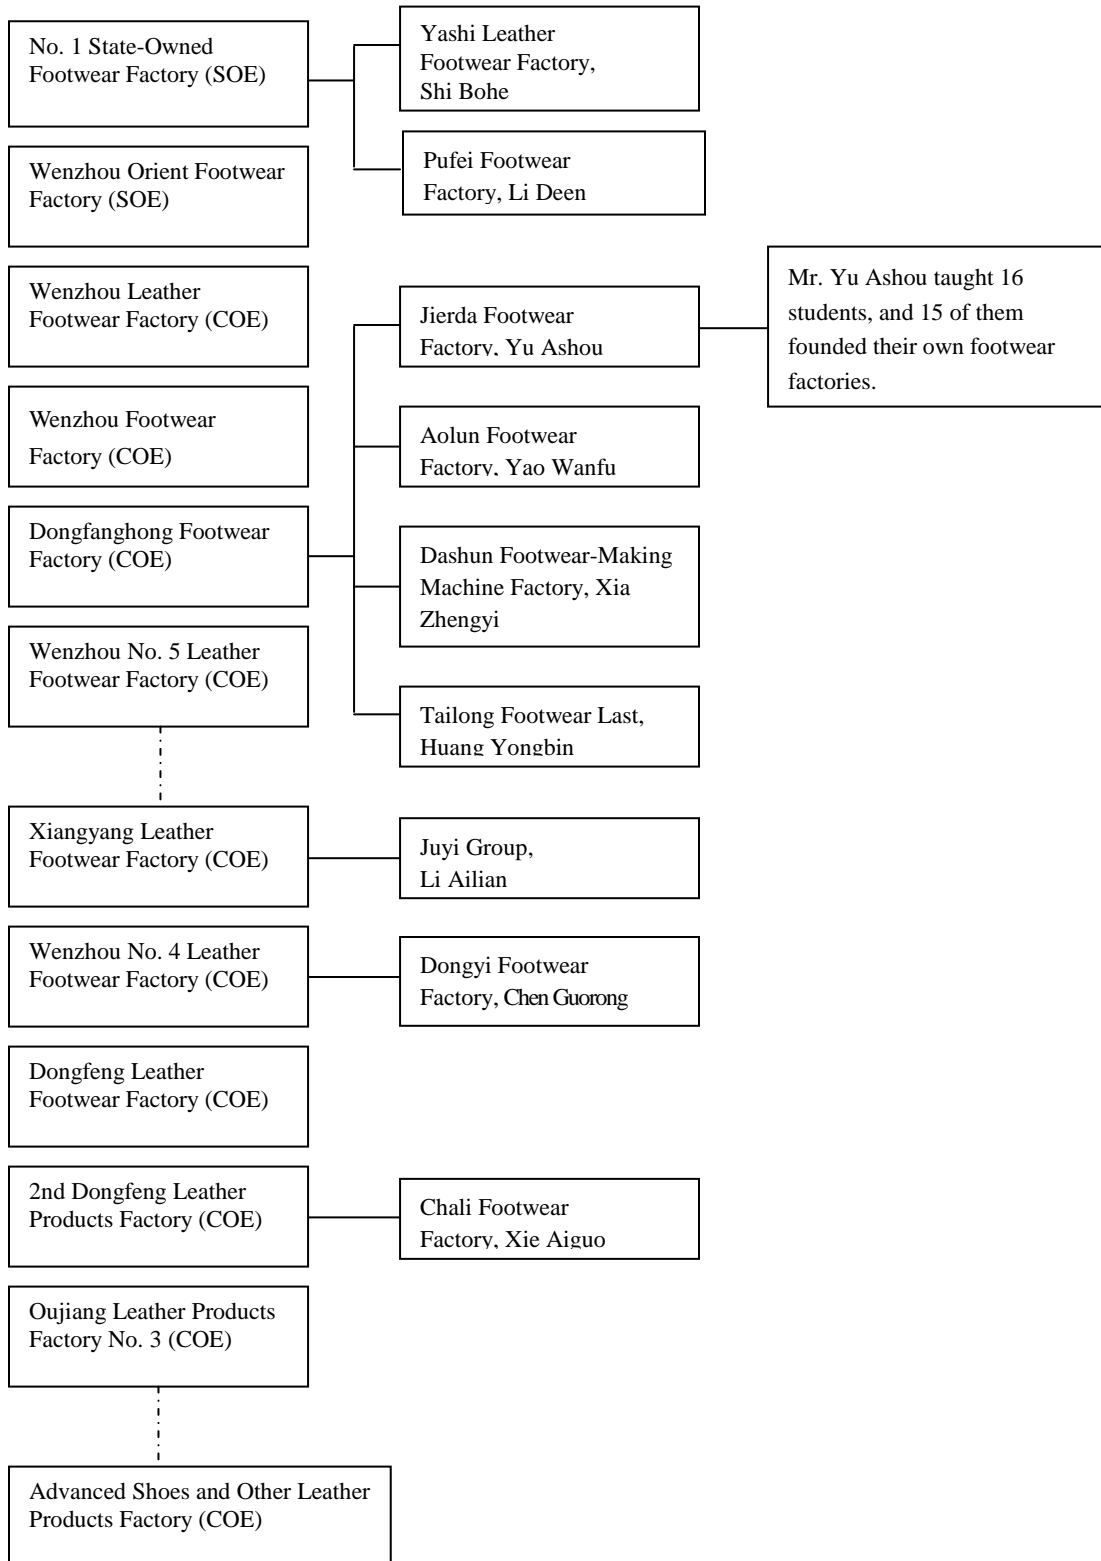 No. 1 State-Owned
Footwear Factory (SOE)
Yashi Leather
Footwear Factory,
Shi Bohe
Pufei Footwear
Factory, Li Deen
Wenzhou Orient Footwear
Factory (SOE)
Wenzhou Leather
Footwear Factory (COE)
Jierda Footwear
Factory, Yu Ashou
Mr. Yu Ashou taught 16
students, and 15 of them
founded their own footwear
factories.
Wenzhou Footwear
Factory (COE)
Aolun Footwear
Factory, Yao Wanfu
Dongfanghong Footwear
Factory (COE)
Dashun Footwear-Making
Machine Factory, Xia
Zhengyi
Wenzhou No. 5 Leather
Footwear Factory (COE)
Tailong Footwear Last,
Huang Yongbin
Xiangyang Leather
Footwear Factory (COE)
Juyi Group,
Li Ailian
Wenzhou No. 4 Leather
Footwear Factory (COE)
Dongyi Footwear
Factory, Chen Guorong
Dongfeng Leather
Footwear Factory (COE)
2nd Dongfeng Leather
Products Factory (COE)
Chali Footwear
Factory, Xie Aiguo
Oujiang Leather Products
Factory No. 3 (COE)
Advanced Shoes and Other Leather
Products Factory (COE)